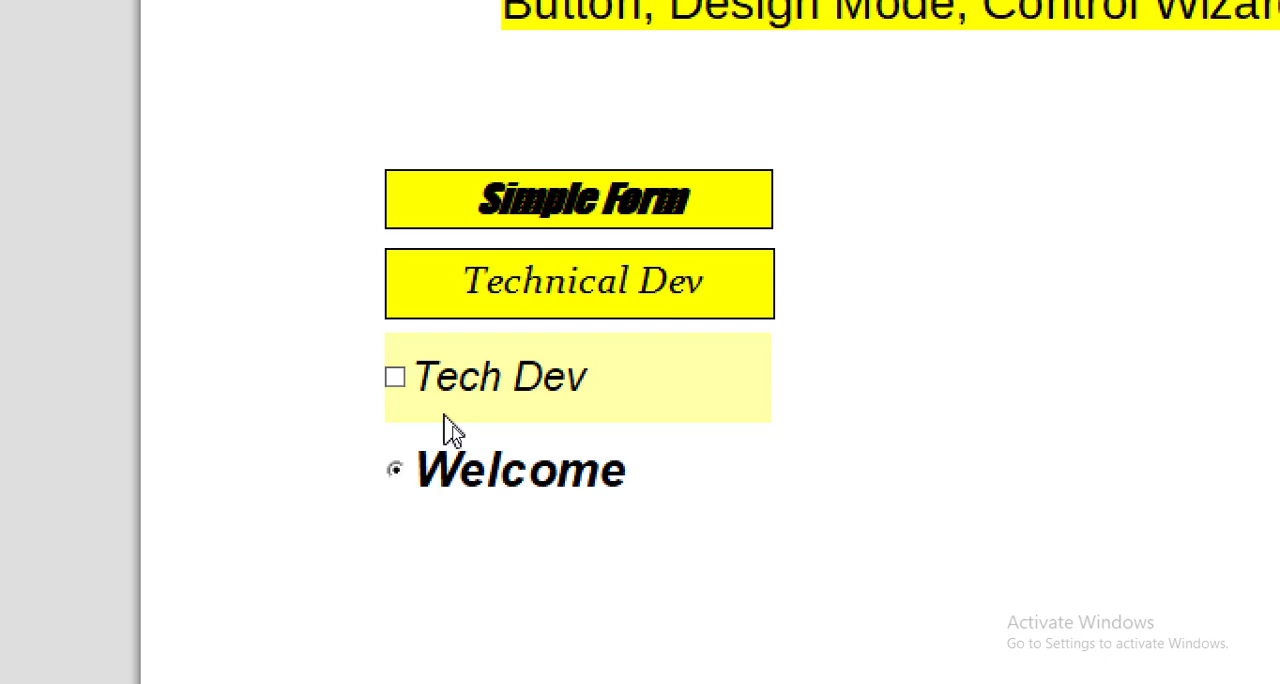 Button, Design Mode, Control Wizar
Simple Form
Technical Dev
Tech Dev
Welcome
Activate Windows
Go to Settings to activate Windows.